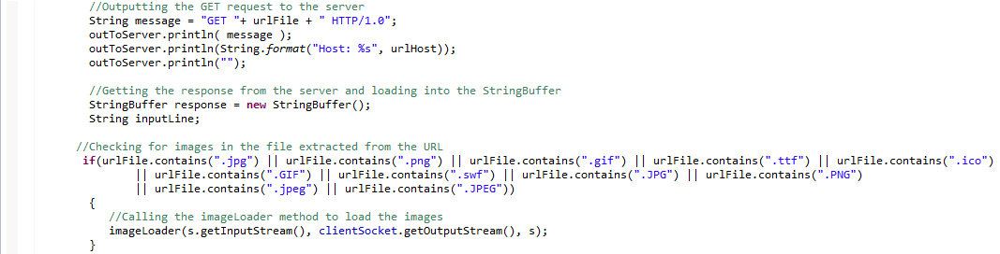 //Outputting the GET request to the server
String message = "GET "+ urlFile + " HTTP/1.0";
outToServer.println( message );
outToServer.println(String.format("Host: %s", urlHost));
outToServer.println("");
//Getting the response from the server and loading into the StringBuffer
StringBuffer response = new StringBuffer();
String inputLine;
//Checking for images in the file extracted from the URL
if(urlFile.contains(".jpg") || urlFile.contains(".png") || urlFile.contains(".gif") || urlFile.contains(".ttf") || urlFile.contains(".ico")
|| urlFile.contains(".GIF") || urlFile.contains(".swf") || urlFile.contains(".JPG") || urlFile.contains(".PNG")
|| urlFile.contains(".jpeg") || urlFile.contains(".JPEG"))
{
//Calling the imageLoader method to load the images
imageLoader(s.getInputStream(), clientSocket.getOutputStream(), s);
}